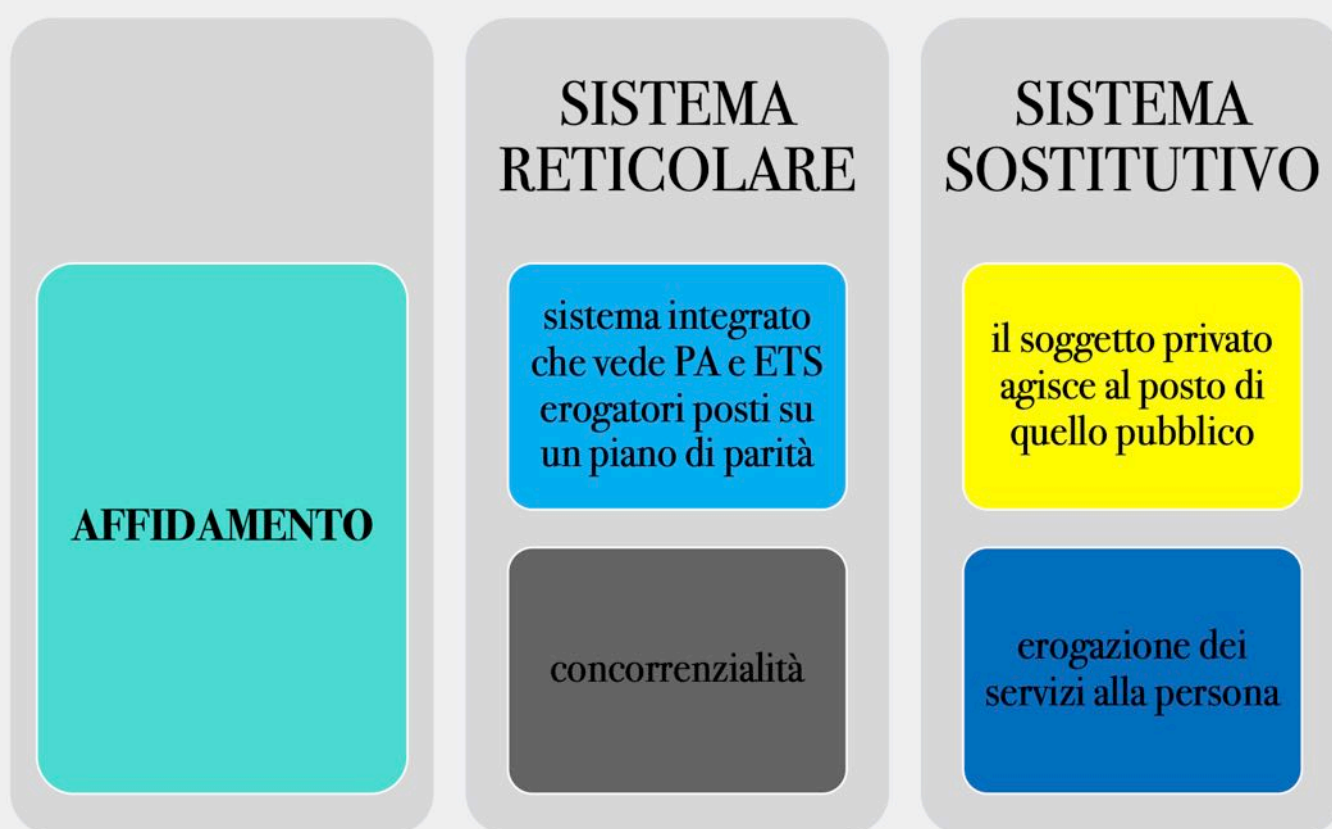 AFFIDAMENTO
SISTEMA
RETICOLARE
sistema integrato
che vede PA e ETS
erogatori posti su
un piano di parità
concorrenzialità
SISTEMA
SOSTITUTIVO
il soggetto privato
agisce al posto di
quello pubblico
erogazione dei
servizi alla persona